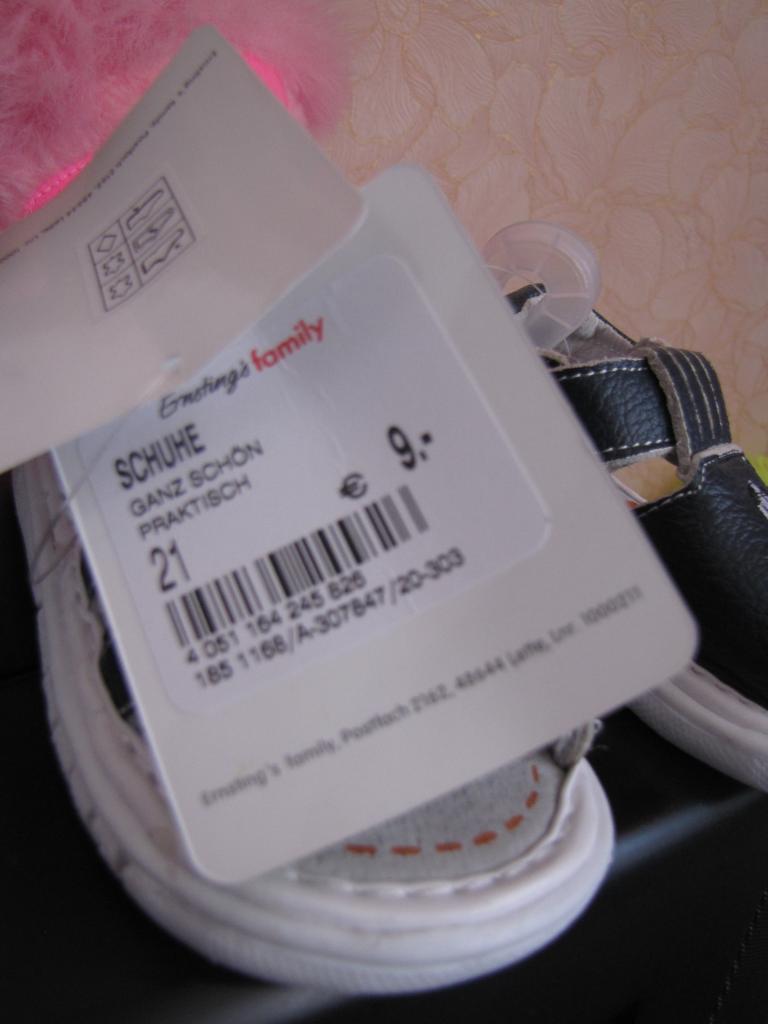 Ernsting's family
SCHUHE
GANZ SCHÖN
PRAKTISCH
€ 9.-
21
4 051 164 245 826
185 1168/A-307847/20-303
Ernsting's family, Postfach 2162, 48644 Lette, Lnr. 1000211